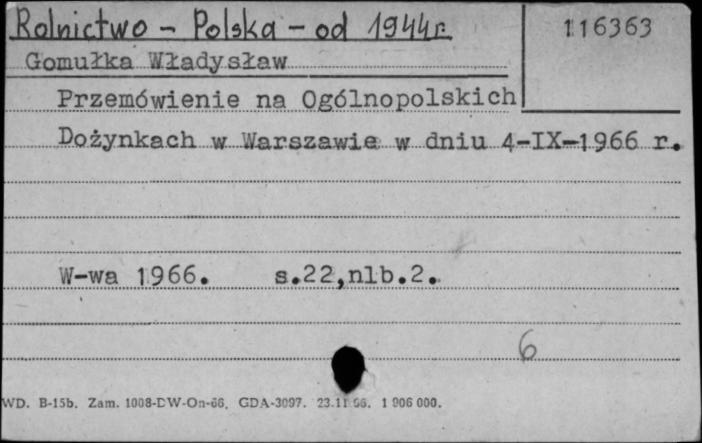 Rolnictwo - Polska - od 1944 r.
116363
Gomułka Władysław
Przemówienie na Ogólnopolskich
Dożynkach w Warszawie w dniu 4-IX-1966 r.
W-wa 1966. s.22,nlb.2.
6
WD. B-15b. Zam. 1008-DW-On-66. GDA-3097. 23.11 66. 1 906 000.